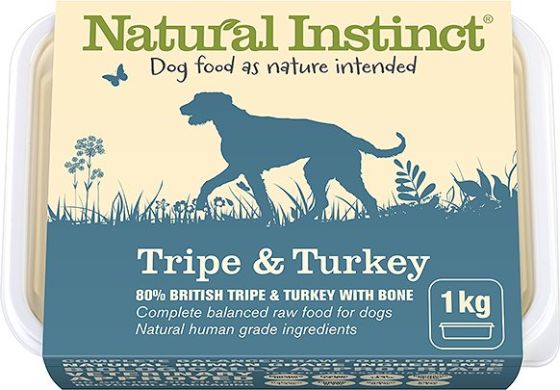 Natural Instinct®
Dog food as nature intended
Tripe & Turkey
80% BRITISH TRIPE & TURKEY WITH BONE
Complete balanced raw food for dogs
Natural human grade ingredients
1kg